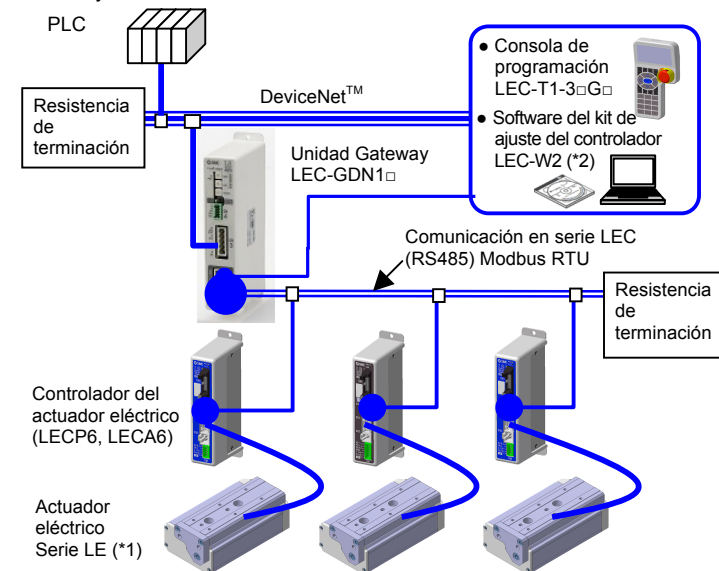 PLC
● Consola de
programación
LEC-T1-3□G□
● Software del kit de
ajuste del controlador
LEC-W2 (*2)
DeviceNet™
Resistencia
de
terminación
Unidad Gateway
LEC-GDN1□
Comunicación en serie LEC
(RS485) Modbus RTU
Resistencia
de
terminación
Controlador del
actuador eléctrico
(LECP6, LECA6)
Actuador
eléctrico
Serie LE (*1)